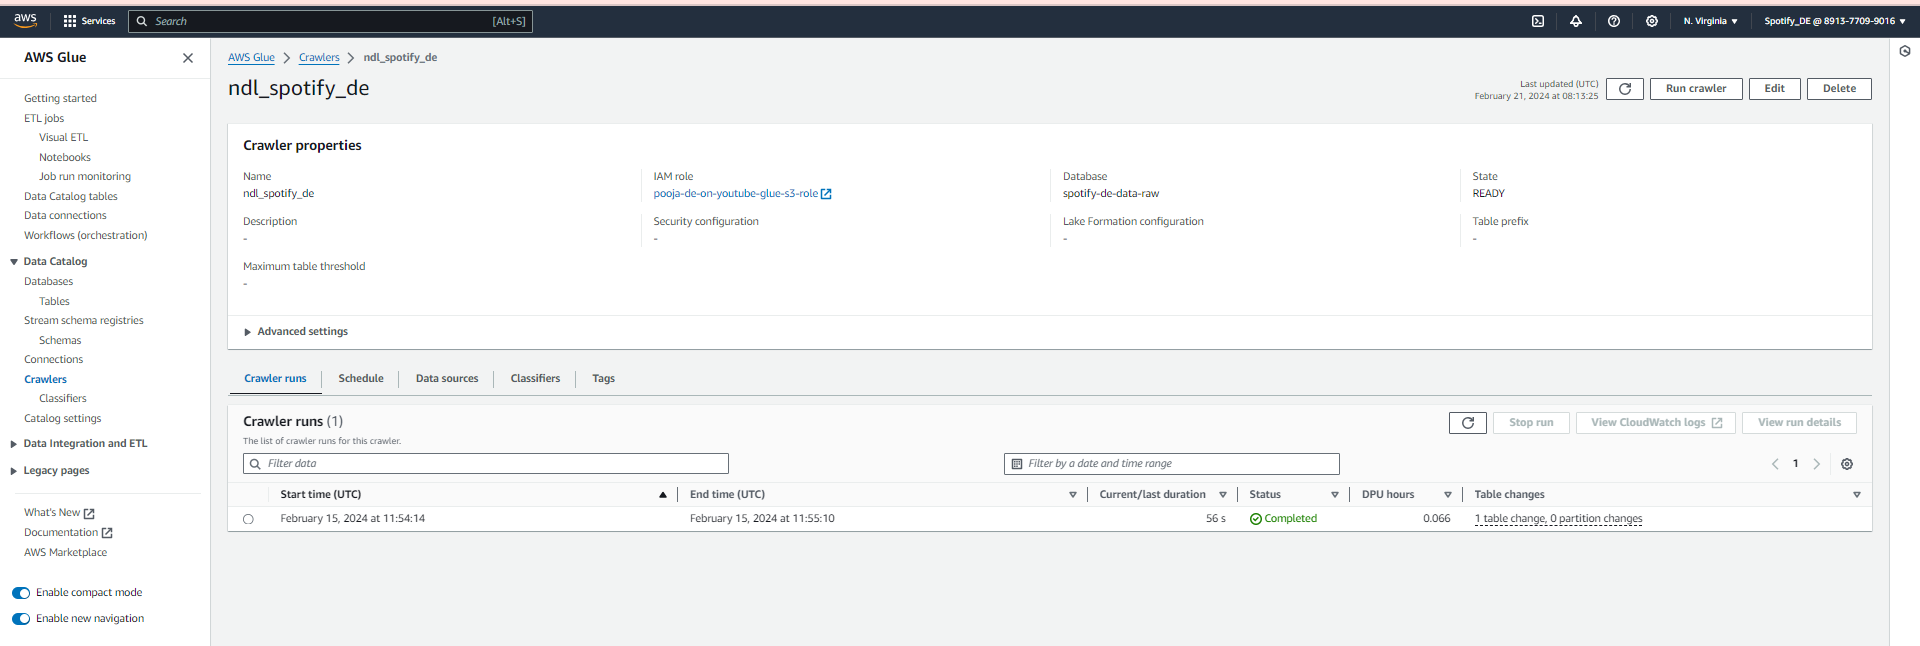 aws
Services
Search
[Alt+S]
N. Virginia
Spotify_DE @ 8913-7709-9016
AWS Glue
Getting started
ETL jobs
Visual ETL
Notebooks
Job run monitoring
Data Catalog tables
Data connections
Workflows (orchestration)
Data Catalog
Databases
Tables
Stream schema registries
Schemas
Connections
Crawlers
Classifiers
Catalog settings
Data Integration and ETL
Legacy pages
What's New
Documentation
AWS Marketplace
Enable compact mode
Enable new navigation
AWS Glue
Crawlers
ndl_spotify_de
ndl_spotify_de
Last updated (UTC)
February 21, 2024 at 08:13:25
Run crawler
Edit
Delete
Crawler properties
Name
ndl_spotify_de
IAM role
pooja-de-on-youtube-glue-s3-role
Database
spotify-de-data-raw
State
READY
Description
-
Security configuration
-
Lake Formation configuration
-
Table prefix
-
Maximum table threshold
-
Advanced settings
Crawler runs
Schedule
Data sources
Classifiers
Tags
Crawler runs (1)
The list of crawler runs for this crawler.
Stop run
View CloudWatch logs
View run details
Filter data
Filter by a date and time range
1
Start time (UTC)
End time (UTC)
Current/last duration
Status
DPU hours
Table changes
February 15, 2024 at 11:54:14
February 15, 2024 at 11:55:10
56 s
Completed
0.066
1 table change, 0 partition changes